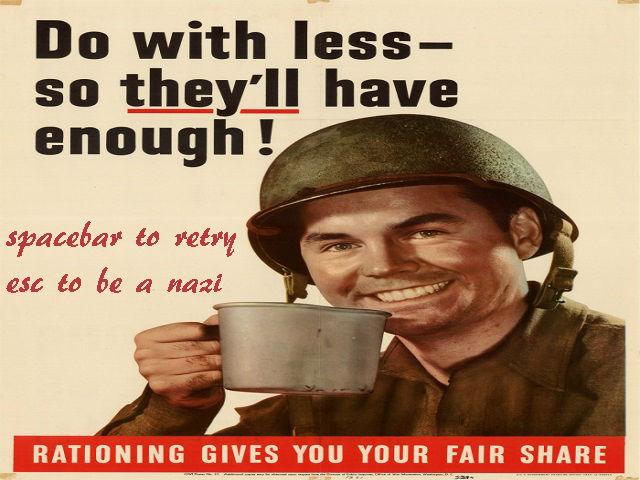 Do with less—
so they'll have
enough!
spacebar to retry
esc to be a nazi
RATIONING GIVES YOU YOUR FAIR SHARE